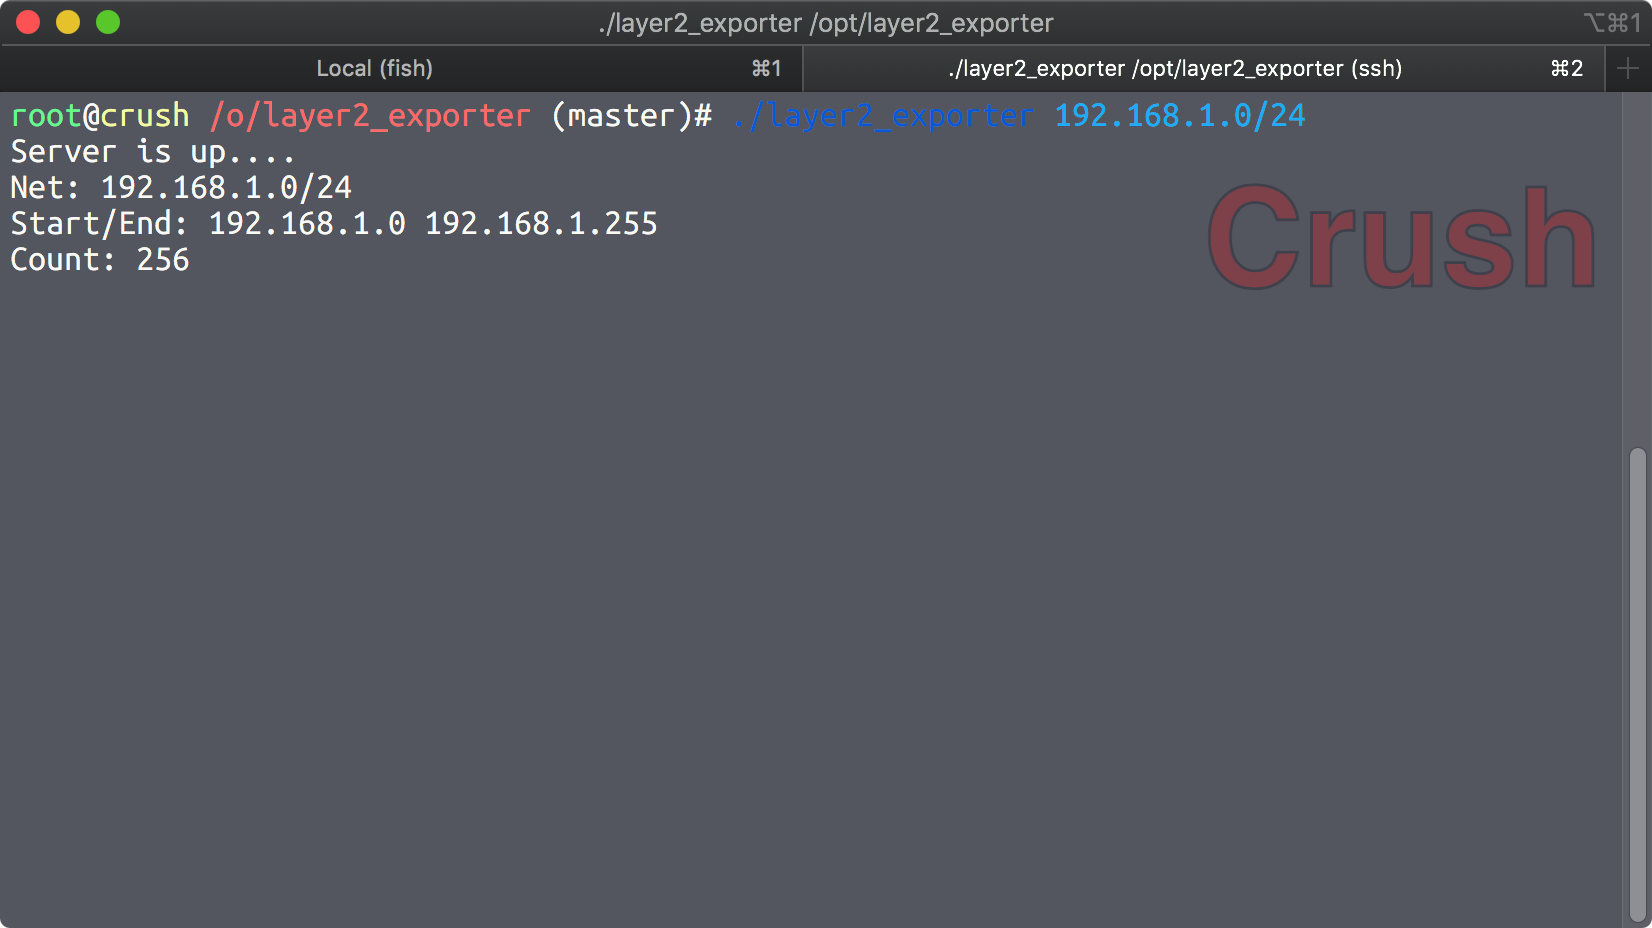 ./layer2_exporter /opt/layer2_exporter
⌥⌘1
Local (fish) ⌘1
./layer2_exporter /opt/layer2_exporter (ssh) ⌘2 +
root@crush /o/layer2_exporter (master)# ./layer2_exporter 192.168.1.0/24
Server is up....
Net: 192.168.1.0/24
Start/End: 192.168.1.0 192.168.1.255
Count: 256
Crush